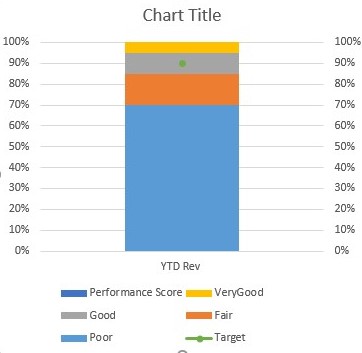 Chart Title
100% 100%
90% 90%
80% 80%
70% 70%
60% 60%
50% 50%
40% 40%
30% 30%
20% 20%
10% 10%
0% 0%
YTD Rev
Performance Score VeryGood
Good Fair
Poor Target